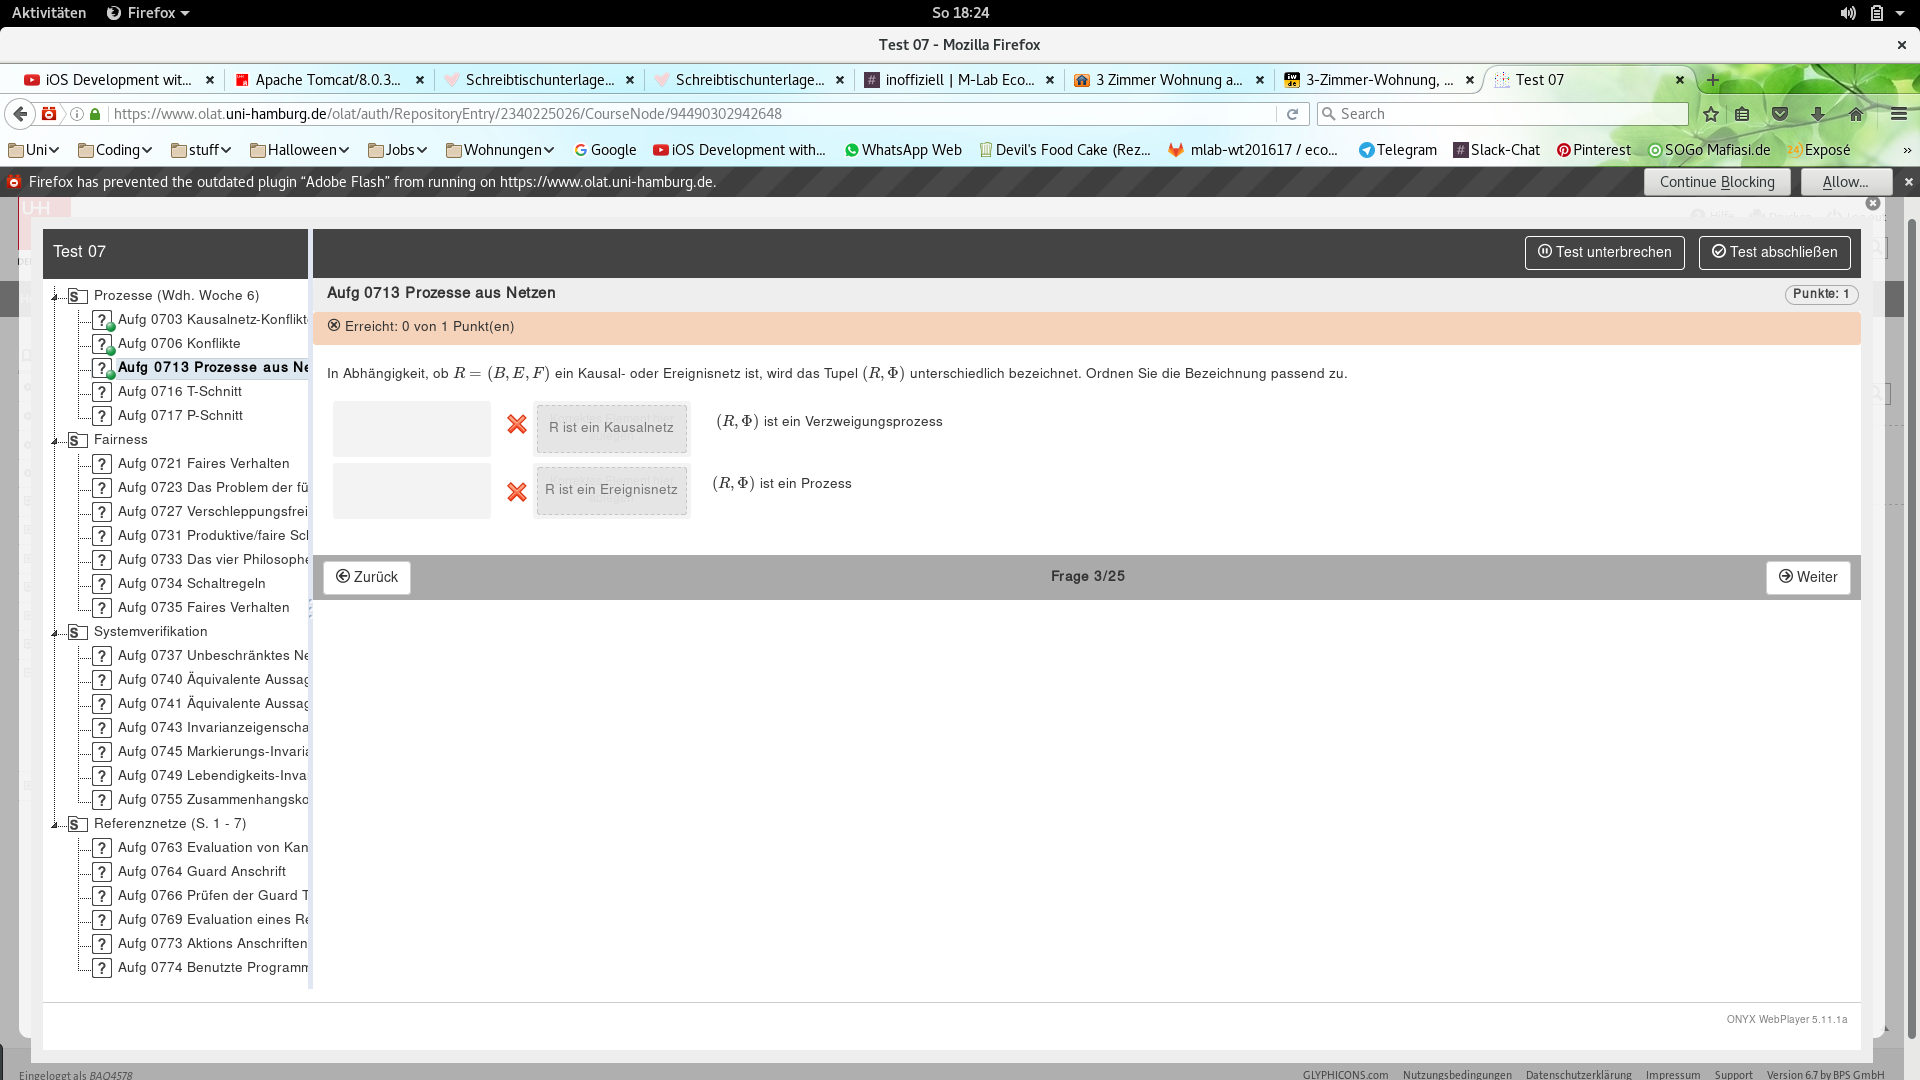 Aktivitäten Firefox So 18:24
Test 07 - Mozilla Firefox
iOS Development wit... Apache Tomcat/8.0.3... Schreibtischunterlage... Schreibtischunterlage... inoffiziell | M-Lab Eco... 3 Zimmer Wohnung a... 3-Zimmer-Wohnung, ... Test 07
https://www.olat.uni-hamburg.de/olat/auth/RepositoryEntry/2340225026/CourseNode/94490302942648 Search
Uni Coding stuff Halloween Jobs Wohnungen Google iOS Development with... WhatsApp Web Devil's Food Cake (Rez... mlab-wt201617 / eco... Telegram Slack-Chat Pinterest SOGo Mafiasi.de Exposé »
Firefox has prevented the outdated plugin “Adobe Flash” from running on https://www.olat.uni-hamburg.de. Continue Blocking Allow...
Test 07 Test unterbrechen Test abschließen
Prozesse (Wdh. Woche 6)
Aufg 0703 Kausalnetz-Konflikt
Aufg 0706 Konflikte
Aufg 0713 Prozesse aus Ne
Aufg 0716 T-Schnitt
Aufg 0717 P-Schnitt
Fairness
Aufg 0721 Faires Verhalten
Aufg 0723 Das Problem der fü
Aufg 0727 Verschleppungsfrei
Aufg 0731 Produktive/faire Sc
Aufg 0733 Das vier Philosophe
Aufg 0734 Schaltregeln
Aufg 0735 Faires Verhalten
Systemverifikation
Aufg 0737 Unbeschränktes Ne
Aufg 0740 Äquivalente Aussag
Aufg 0741 Äquivalente Aussag
Aufg 0743 Invarianzeigenscha
Aufg 0745 Markierungs-Invaria
Aufg 0749 Lebendigkeits-Inva
Aufg 0755 Zusammenhangsko
Referenznetze (S. 1 - 7)
Aufg 0763 Evaluation von Kan
Aufg 0764 Guard Anschrift
Aufg 0766 Prüfen der Guard T
Aufg 0769 Evaluation eines Re
Aufg 0773 Aktions Anschriften
Aufg 0774 Benutzte Programm
Aufg 0713 Prozesse aus Netzen Punkte: 1
Erreicht: 0 von 1 Punkt(en)
In Abhängigkeit, ob R = (B, E, F) ein Kausal- oder Ereignisnetz ist, wird das Tupel (R, Φ) unterschiedlich bezeichnet. Ordnen Sie die Bezeichnung passend zu.
R ist ein Kausalnetz (R, Φ) ist ein Verzweigungsprozess
R ist ein Ereignisnetz (R, Φ) ist ein Prozess
Zurück Frage 3/25 Weiter
ONYX WebPlayer 5.11.1a
Eingeloggt als BAQ4578 GLYPHICONS.com Nutzungsbedingungen Datenschutzerklärung Impressum Support Version 6.7 by BPS GmbH